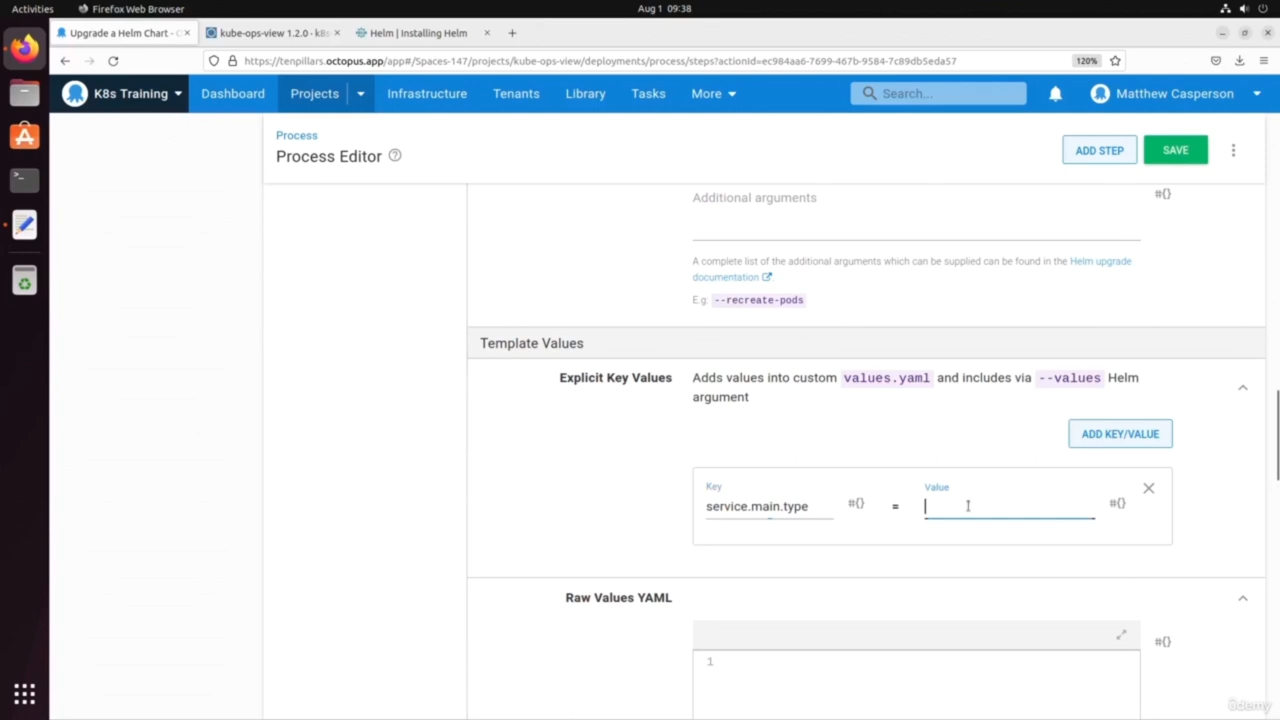 Activities
Firefox Web Browser
Aug 1 09:38
Upgrade a Helm Chart - C
kube-ops-view 1.2.0 · k8s
Helm | Installing Helm
https://tenpillars.octopus.app/app#/Spaces-147/projects/kube-ops-view/deployments/process/steps?actionId=ec984aa6-7699-467b-9584-7c89db5eda57
120%
K8s Training
Dashboard
Projects
Infrastructure
Tenants
Library
Tasks
More
Search...
Matthew Casperson
Process
Process Editor
ADD STEP
SAVE
Additional arguments
#{}
A complete list of the additional arguments which can be supplied can be found in the Helm upgrade
documentation
E.g: --recreate-pods
Template Values
Explicit Key Values
Adds values into custom values.yaml and includes via --values Helm
argument
ADD KEY/VALUE
Key
Value
service.main.type
#{}
=
#{}
Raw Values YAML
#{}
1
ûdemy